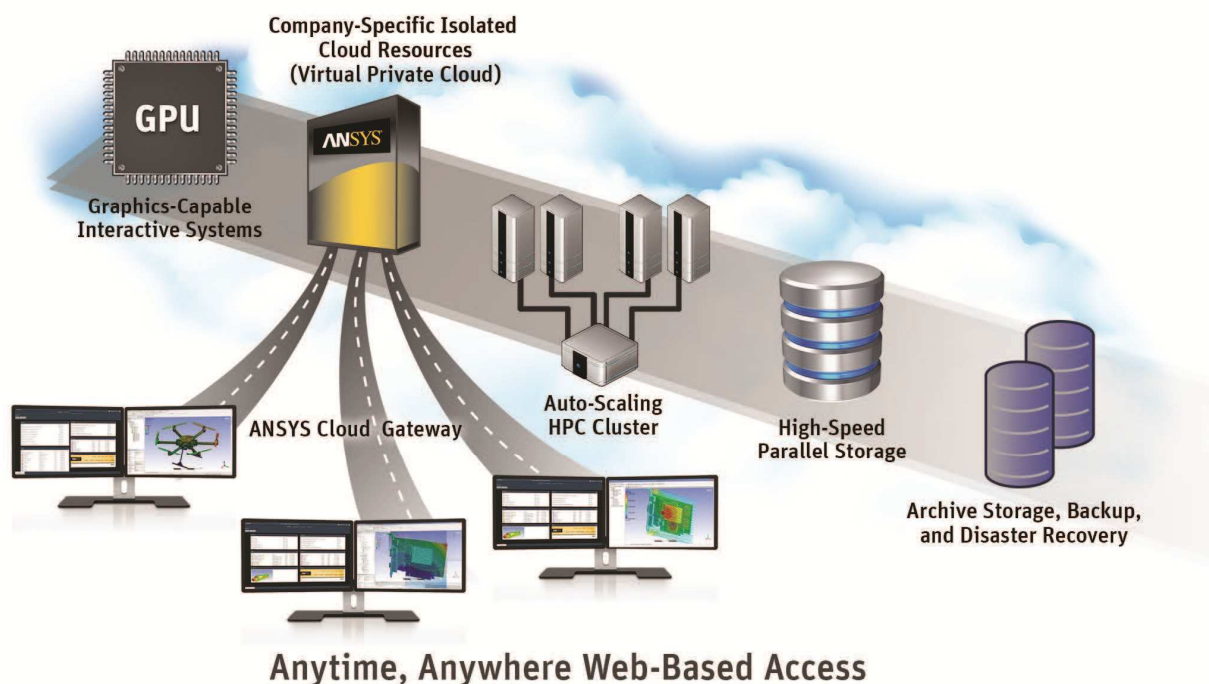 Company-Specific Isolated
Cloud Resources
(Virtual Private Cloud)
GPU
ANSYS
Graphics-Capable
Interactive Systems
ANSYS Cloud Gateway
Auto-Scaling
HPC Cluster
High-Speed
Parallel Storage
Archive Storage, Backup,
and Disaster Recovery
Anytime, Anywhere Web-Based Access